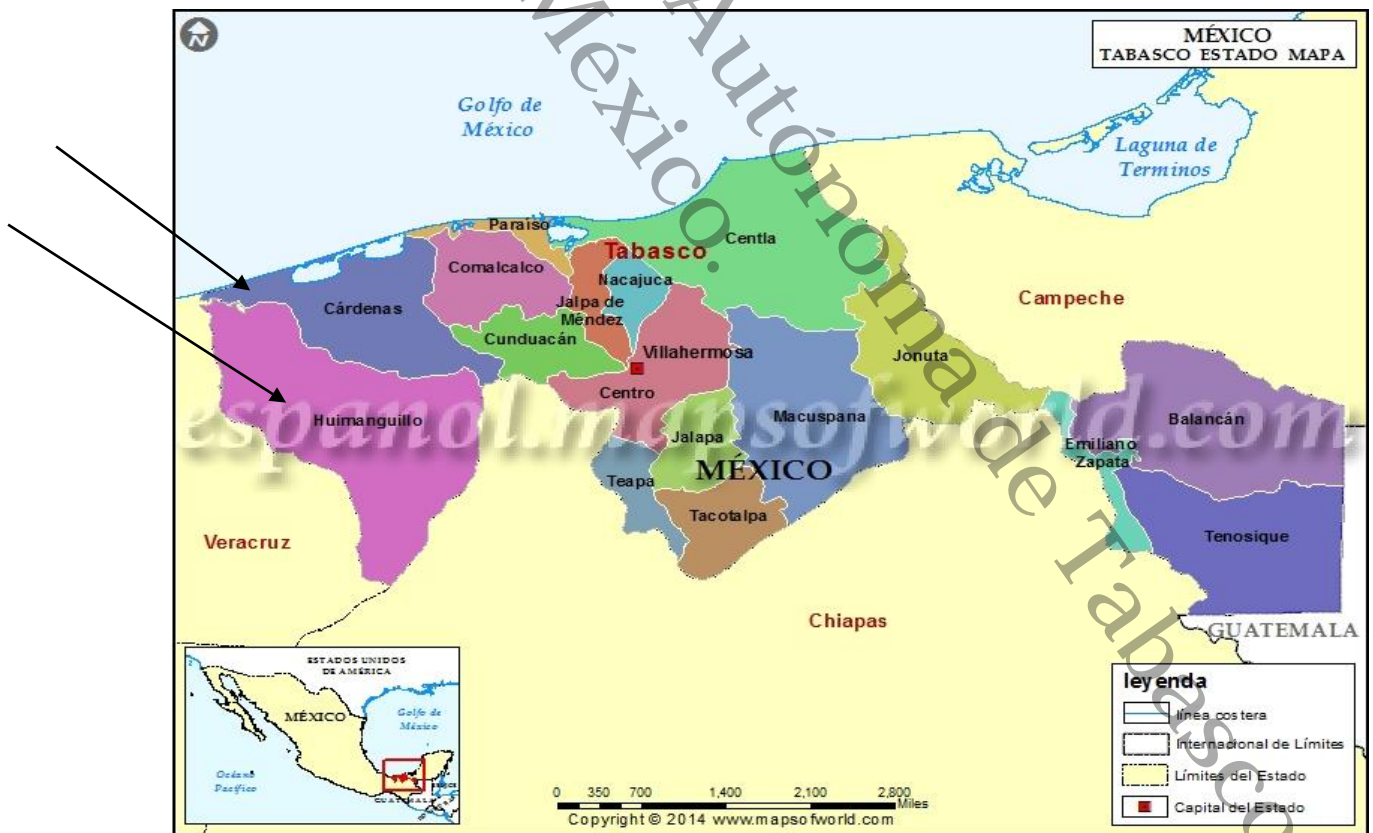 MÉXICO
TABASCO ESTADO MAPA
Autónoma de Tabasco.
México.
N
Golfo de
México
Laguna de
Terminos
Paraíso
Tabasco
Centla
Comalcalco
Nacajuca
Cárdenas
Jalpa de
Méndez
Campeche
Cunduacán
Villahermosa
Jonuta
Centro
Huimanguillo
Macuspana
Balancán
espanol.mapsofworld.com
Jalapa
Emiliano
Zapata
MÉXICO
Teapa
Tacotalpa
Tenosique
Veracruz
Chiapas
GUATEMALA
ESTADOS UNIDOS
DE AMÉRICA
MÉXICO
Golfo de
México
Océano
Pacífico
GUATEMALA
leyenda
línea costera
Internacional de Límites
Límites del Estado
Capital del Estado
0 350 700 1,400 2,100 2,800
Miles
Copyright © 2014 www.mapsofworld.com